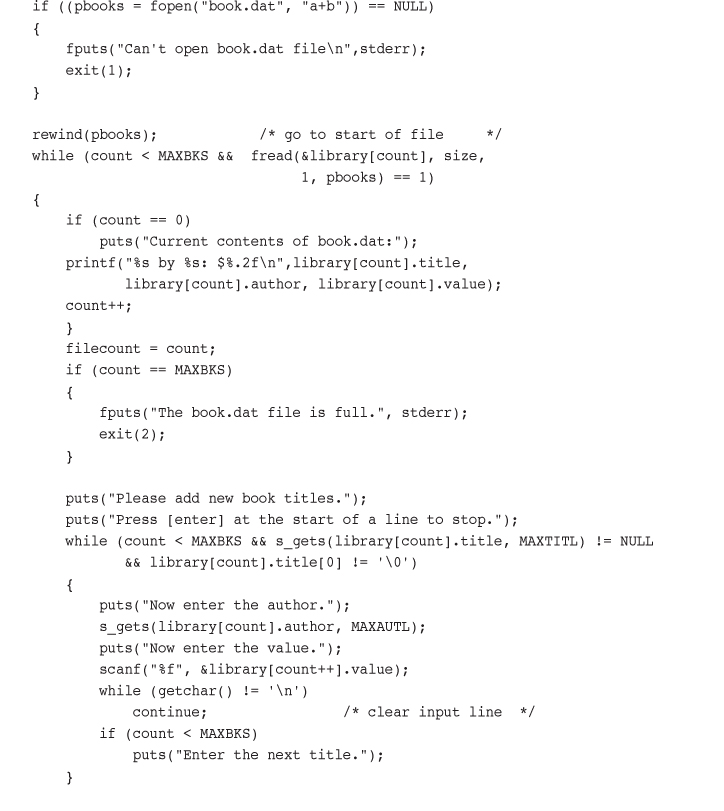 if ((pbooks = fopen("book.dat", "a+b")) == NULL)
{
    fputs("Can't open book.dat file\n",stderr);
    exit(1);
}

rewind(pbooks);            /* go to start of file     */
while (count < MAXBKS &&  fread(&library[count], size,
                                1, pbooks) == 1)
{
    if (count == 0)
        puts("Current contents of book.dat:");
    printf("%s by %s: $%.2f\n",library[count].title,
           library[count].author, library[count].value);
    count++;
    }
    filecount = count;
    if (count == MAXBKS)
    {
        fputs("The book.dat file is full.", stderr);
        exit(2);
    }

    puts("Please add new book titles.");
    puts("Press [enter] at the start of a line to stop.");
    while (count < MAXBKS && s_gets(library[count].title, MAXTITL) != NULL
           && library[count].title[0] != '\0')
    {
        puts("Now enter the author.");
        s_gets(library[count].author, MAXAUTL);
        puts("Now enter the value.");
        scanf("%f", &library[count++].value);
        while (getchar() != '\n')
            continue;                /* clear input line  */
        if (count < MAXBKS)
            puts("Enter the next title.");
    }